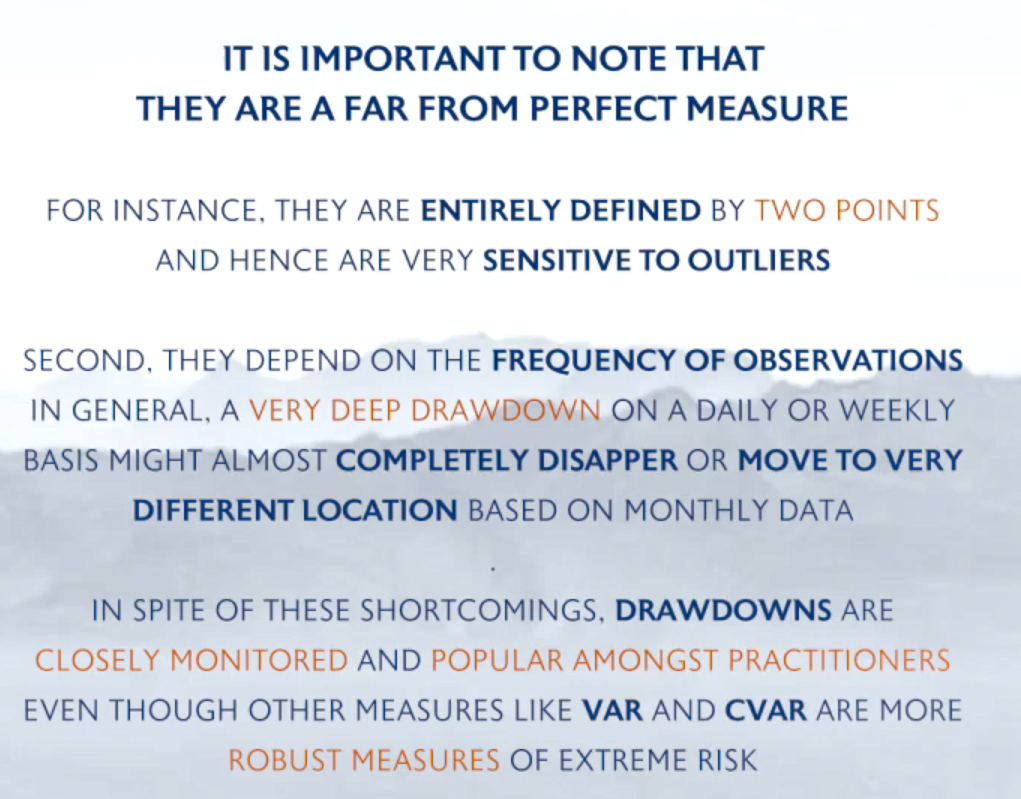 IT IS IMPORTANT TO NOTE THAT
THEY ARE A FAR FROM PERFECT MEASURE
FOR INSTANCE, THEY ARE ENTIRELY DEFINED BY TWO POINTS
AND HENCE ARE VERY SENSITIVE TO OUTLIERS
SECOND, THEY DEPEND ON THE FREQUENCY OF OBSERVATIONS
IN GENERAL, A VERY DEEP DRAWDOWN ON A DAILY OR WEEKLY
BASIS MIGHT ALMOST COMPLETELY DISAPPER OR MOVE TO VERY
DIFFERENT LOCATION BASED ON MONTHLY DATA
.
IN SPITE OF THESE SHORTCOMINGS, DRAWDOWNS ARE
CLOSELY MONITORED AND POPULAR AMONGST PRACTITIONERS
EVEN THOUGH OTHER MEASURES LIKE VAR AND CVAR ARE MORE
ROBUST MEASURES OF EXTREME RISK